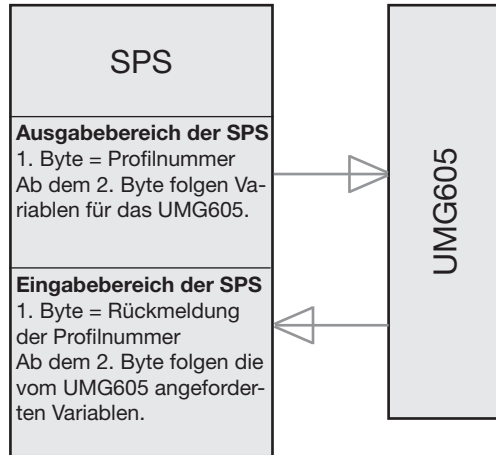 SPS
Ausgabebereich der SPS
1. Byte = Profilnummer
Ab dem 2. Byte folgen Va-
riablen für das UMG605.
Eingabebereich der SPS
1. Byte = Rückmeldung
der Profilnummer
Ab dem 2. Byte folgen die
vom UMG605 angeforder-
ten Variablen.
UMG605